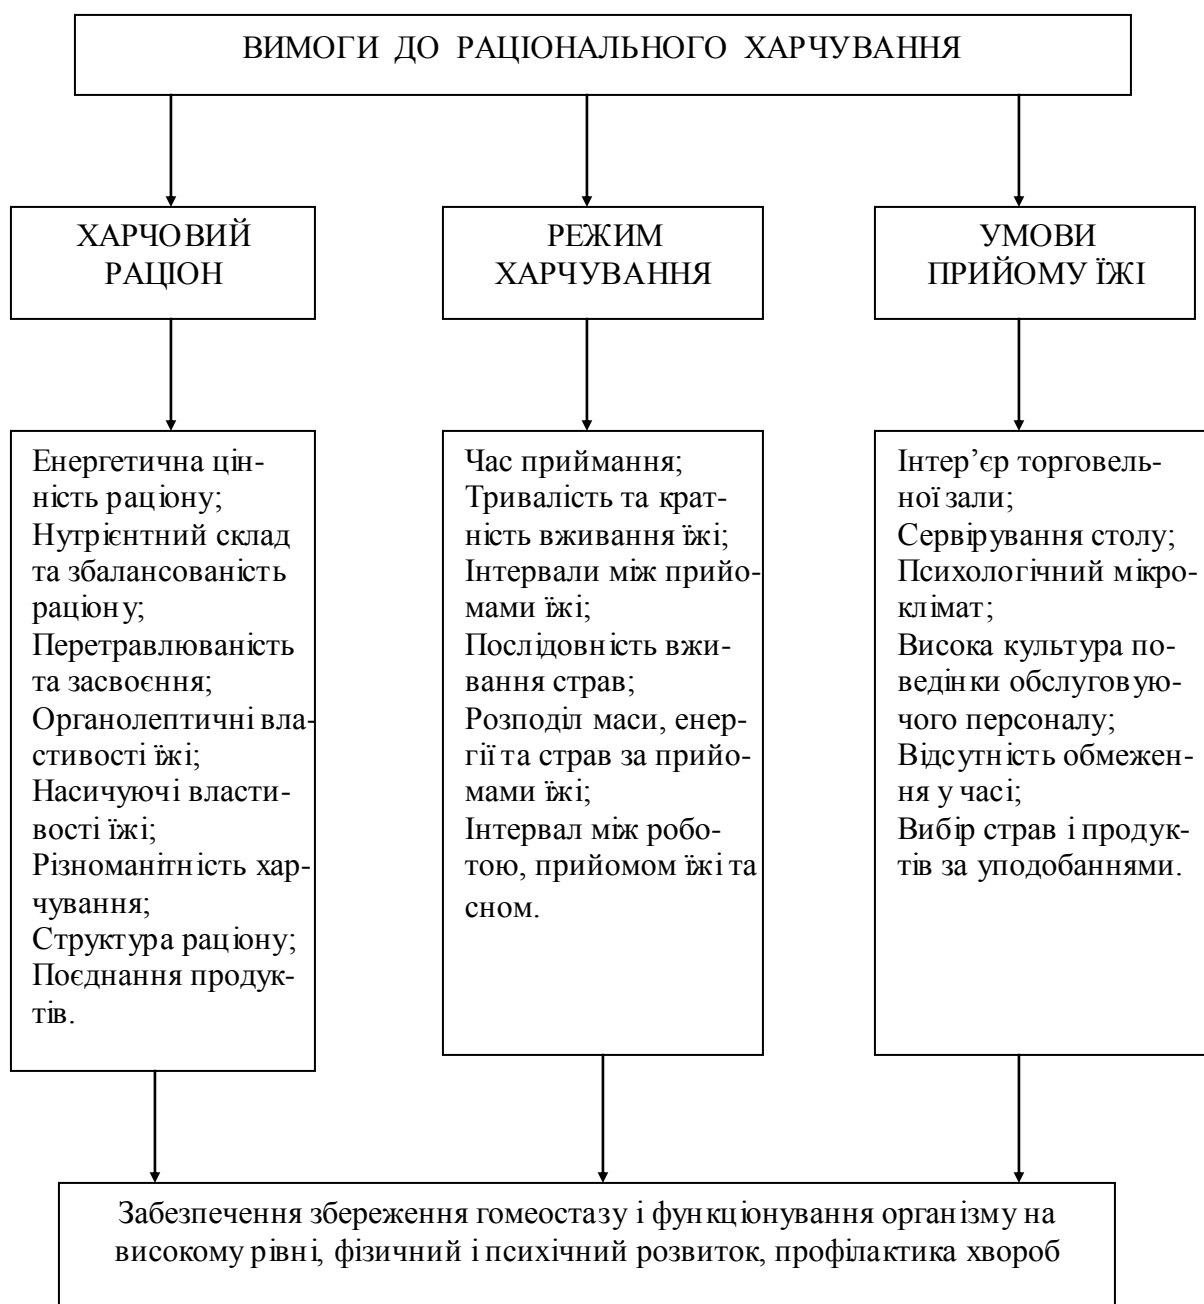 ВИМОГИ ДО РАЦІОНАЛЬНОГО ХАРЧУВАННЯ
ХАРЧОВИЙ
РАЦІОН
РЕЖИМ
ХАРЧУВАННЯ
УМОВИ
ПРИЙОМУ ЇЖІ
Енергетична цін-
ність раціону;
Нутрієнтний склад
та збалансованість
раціону;
Перетравлюваність
та засвоєння;
Органолептичні вла-
стивості їжі;
Насичуючі власти-
вості їжі;
Різноманітність хар-
чування;
Структура раціону;
Поєднання продук-
тів.
Час приймання;
Тривалість та крат-
ність вживання їжі;
Інтервали між прийо-
мами їжі;
Послідовність вжи-
вання страв;
Розподіл маси, енер-
гії та страв за прийо-
мами їжі;
Інтервал між робо-
тою, прийомом їжі та
сном.
Інтер’єр торговель-
ної зали;
Сервірування столу;
Психологічний мікро-
клімат;
Висока культура по-
ведінки обслуговую-
чого персоналу;
Відсутність обмежен-
ня у часі;
Вибір страв і продук-
тів за уподобаннями.
Забезпечення збереження гомеостазу і функціонування організму на
високому рівні, фізичний і психічний розвиток, профілактика хвороб